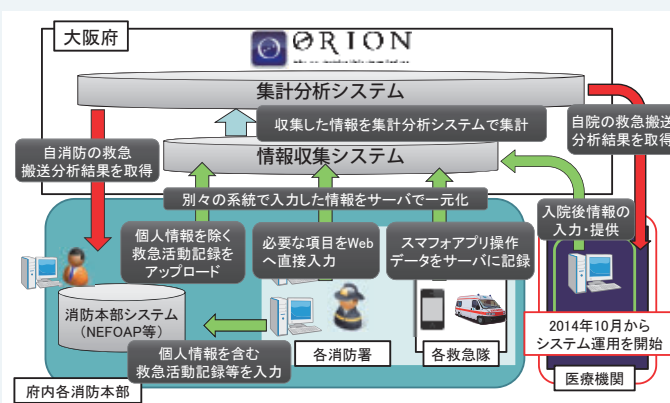 大阪府
ORION
集計分析システム
収集した情報を集計分析システムで集計
自消防の救急
搬送分析結果を取得
自院の救急搬送
分析結果を取得
情報収集システム
別々の系統で入力した情報をサーバで一元化
入院後情報の
入力・提供
個人情報を除く
救急活動記録を
アップロード
必要な項目をWeb
へ直接入力
スマフォアプリ操作
データをサーバに記録
消防本部システム
（NEFOAP等）
各消防署
各救急隊
2014年10月から
システム運用を開始
個人情報を含む
救急活動記録等を入力
府内各消防本部
医療機関